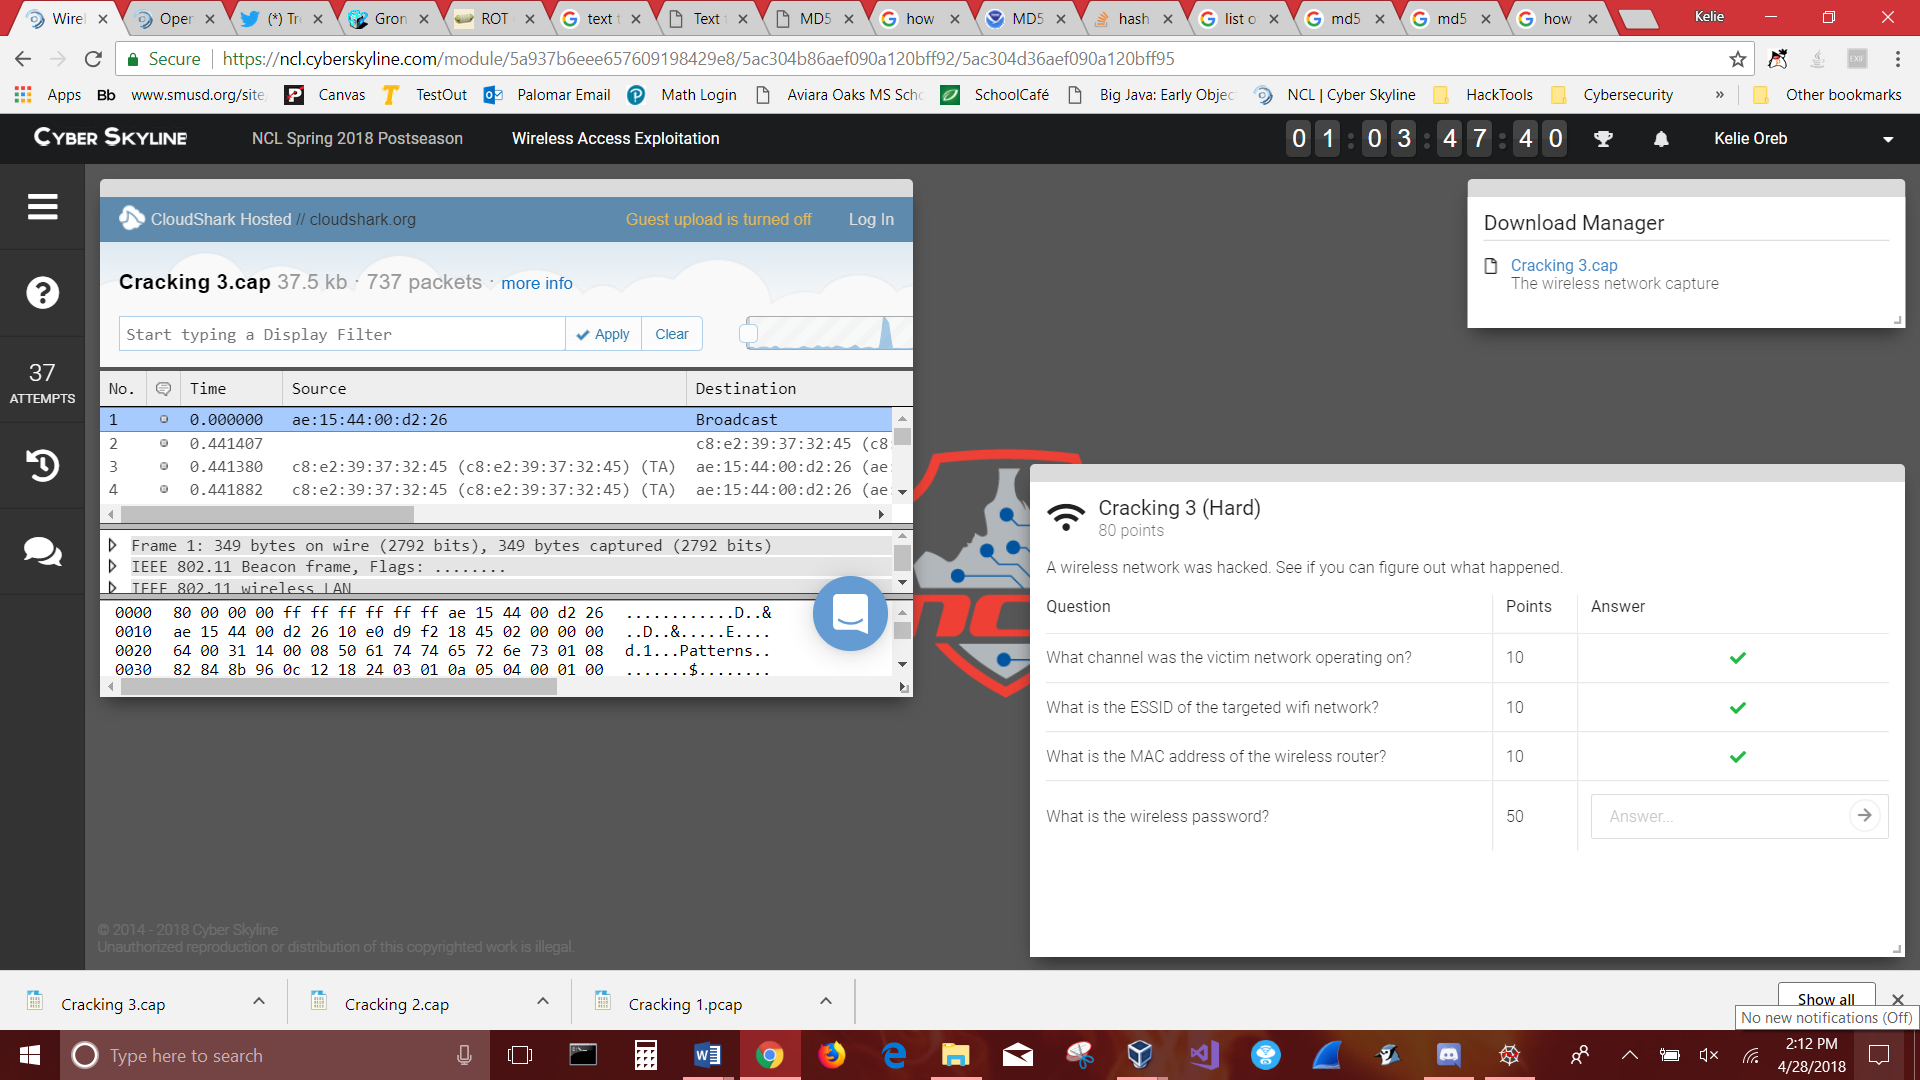 Wirel
Oper
(*) Tr
Gron
ROT
text t
Text
MD5
how
MD5
hash
list o
md5
md5
how
Kelie
Secure
https://ncl.cyberskyline.com/module/5a937b6eee657609198429e8/5ac304b86aef090a120bff92/5ac304d36aef090a120bff95
Apps
Bb
www.smusd.org/site
Canvas
TestOut
Palomar Email
Math Login
Aviara Oaks MS Sch
SchoolCafé
Big Java: Early Objec
NCL | Cyber Skyline
HackTools
Cybersecurity
»
Other bookmarks
CYBER SKYLINE
NCL Spring 2018 Postseason
Wireless Access Exploitation
01:03:47:40
Kelie Oreb
37
ATTEMPTS
CloudShark Hosted // cloudshark.org
Guest upload is turned off
Log In
Cracking 3.cap 37.5 kb · 737 packets · more info
Start typing a Display Filter
Apply
Clear
No. Time Source Destination
1 0.000000 ae:15:44:00:d2:26 Broadcast
2 0.441407 c8:e2:39:37:32:45 (c8:
3 0.441380 c8:e2:39:37:32:45 (c8:e2:39:37:32:45) (TA) ae:15:44:00:d2:26 (ae:
4 0.441882 c8:e2:39:37:32:45 (c8:e2:39:37:32:45) (TA) ae:15:44:00:d2:26 (ae:
Frame 1: 349 bytes on wire (2792 bits), 349 bytes captured (2792 bits)
IEEE 802.11 Beacon frame, Flags: ........
IEEE 802.11 wireless LAN
0000 80 00 00 00 ff ff ff ff ff ff ae 15 44 00 d2 26 ............D..&
0010 ae 15 44 00 d2 26 10 e0 d9 f2 18 45 02 00 00 00 ..D..&.....E....
0020 64 00 31 14 00 08 50 61 74 74 65 72 6e 73 01 08 d.1...Patterns..
0030 82 84 8b 96 0c 12 18 24 03 01 0a 05 04 00 01 00 .......$........
Download Manager
Cracking 3.cap
The wireless network capture
nc
Cracking 3 (Hard)
80 points
A wireless network was hacked. See if you can figure out what happened.
Question Points Answer
What channel was the victim network operating on? 10
What is the ESSID of the targeted wifi network? 10
What is the MAC address of the wireless router? 10
What is the wireless password? 50 Answer...
© 2014 - 2018 Cyber Skyline
Unauthorized reproduction or distribution of this copyrighted work is illegal.
Cracking 3.cap
Cracking 2.cap
Cracking 1.pcap
Show all
No new notifications (Off)
Type here to search
2:12 PM
4/28/2018